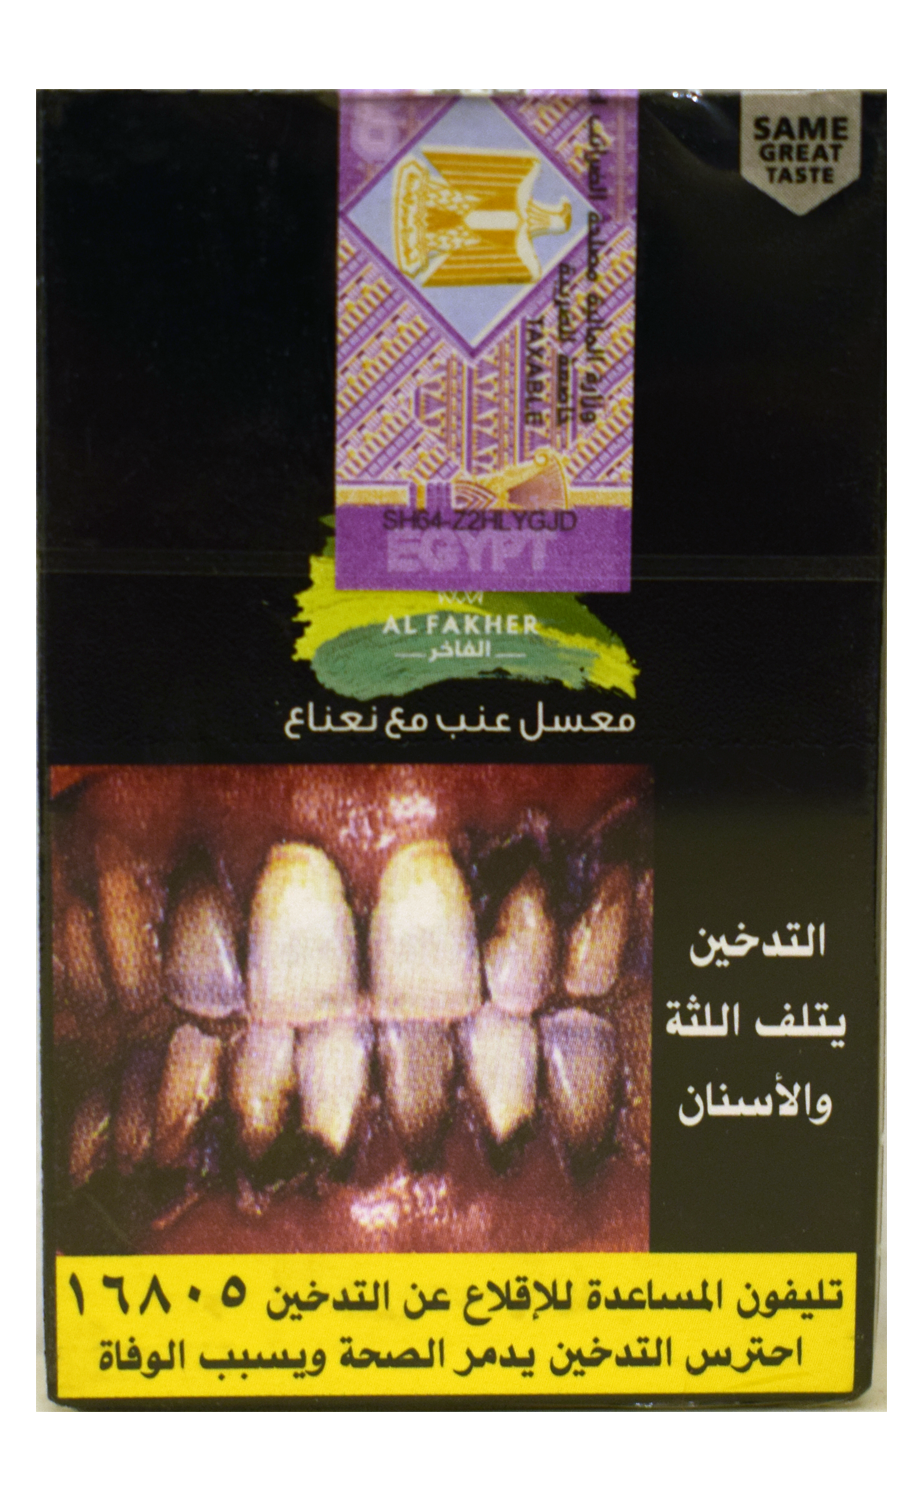 SAME
GREAT
TASTE
وزارة المالية مصلحة الضرائب
خاضعة للضريبة
TAXABLE
SH64-Z2HLYGJD
EGYPT
AL FAKHER
الفاخر
معسل عنب مع نعناع
التدخين
يتلف اللثة
والأسنان
تليفون المساعدة للإقلاع عن التدخين ١٦٨٠٥
احترس التدخين يدمر الصحة ويسبب الوفاة